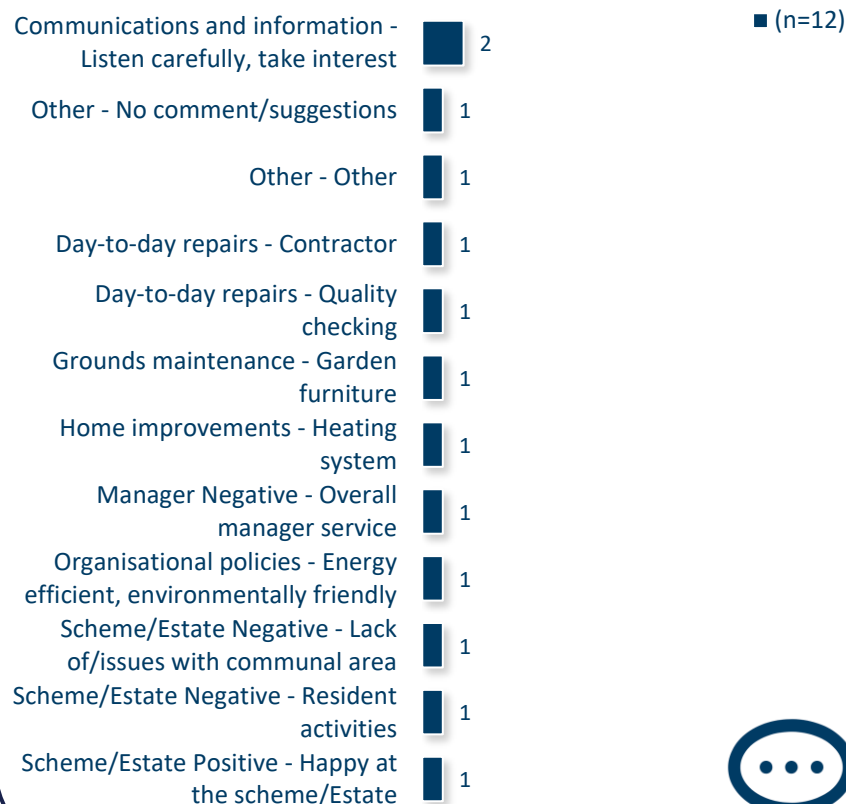 ■ (n=12)
Communications and information -
Listen carefully, take interest
2
Other - No comment/suggestions
1
Other - Other
1
Day-to-day repairs - Contractor
1
Day-to-day repairs - Quality
checking
1
Grounds maintenance - Garden
furniture
1
Home improvements - Heating
system
1
Manager Negative - Overall
manager service
1
Organisational policies - Energy
efficient, environmentally friendly
1
Scheme/Estate Negative - Lack
of/issues with communal area
1
Scheme/Estate Negative - Resident
activities
1
Scheme/Estate Positive - Happy at
the scheme/Estate
1